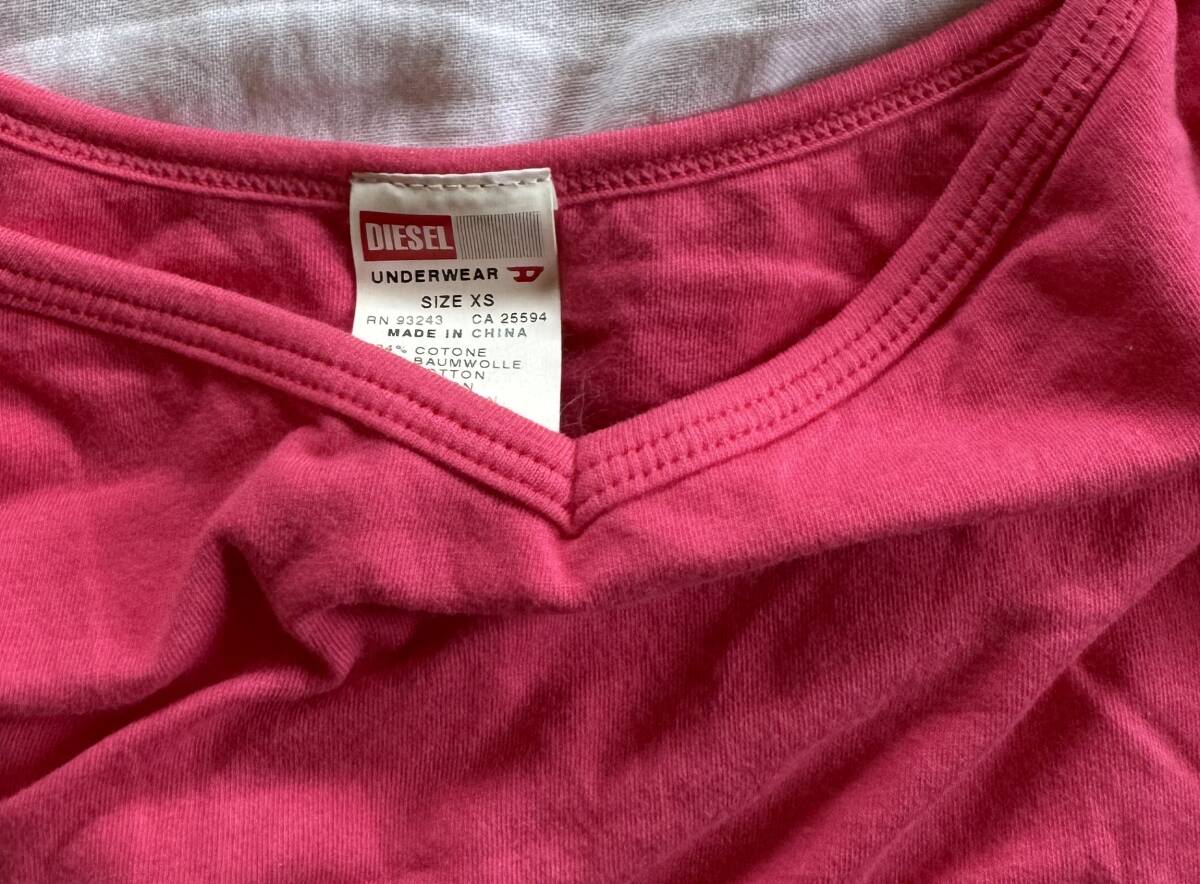 DIESEL
UNDERWEAR
SIZE XS
RN 93243 CA 25594
MADE IN CHINA
% COTONE
BAUMWOLLE